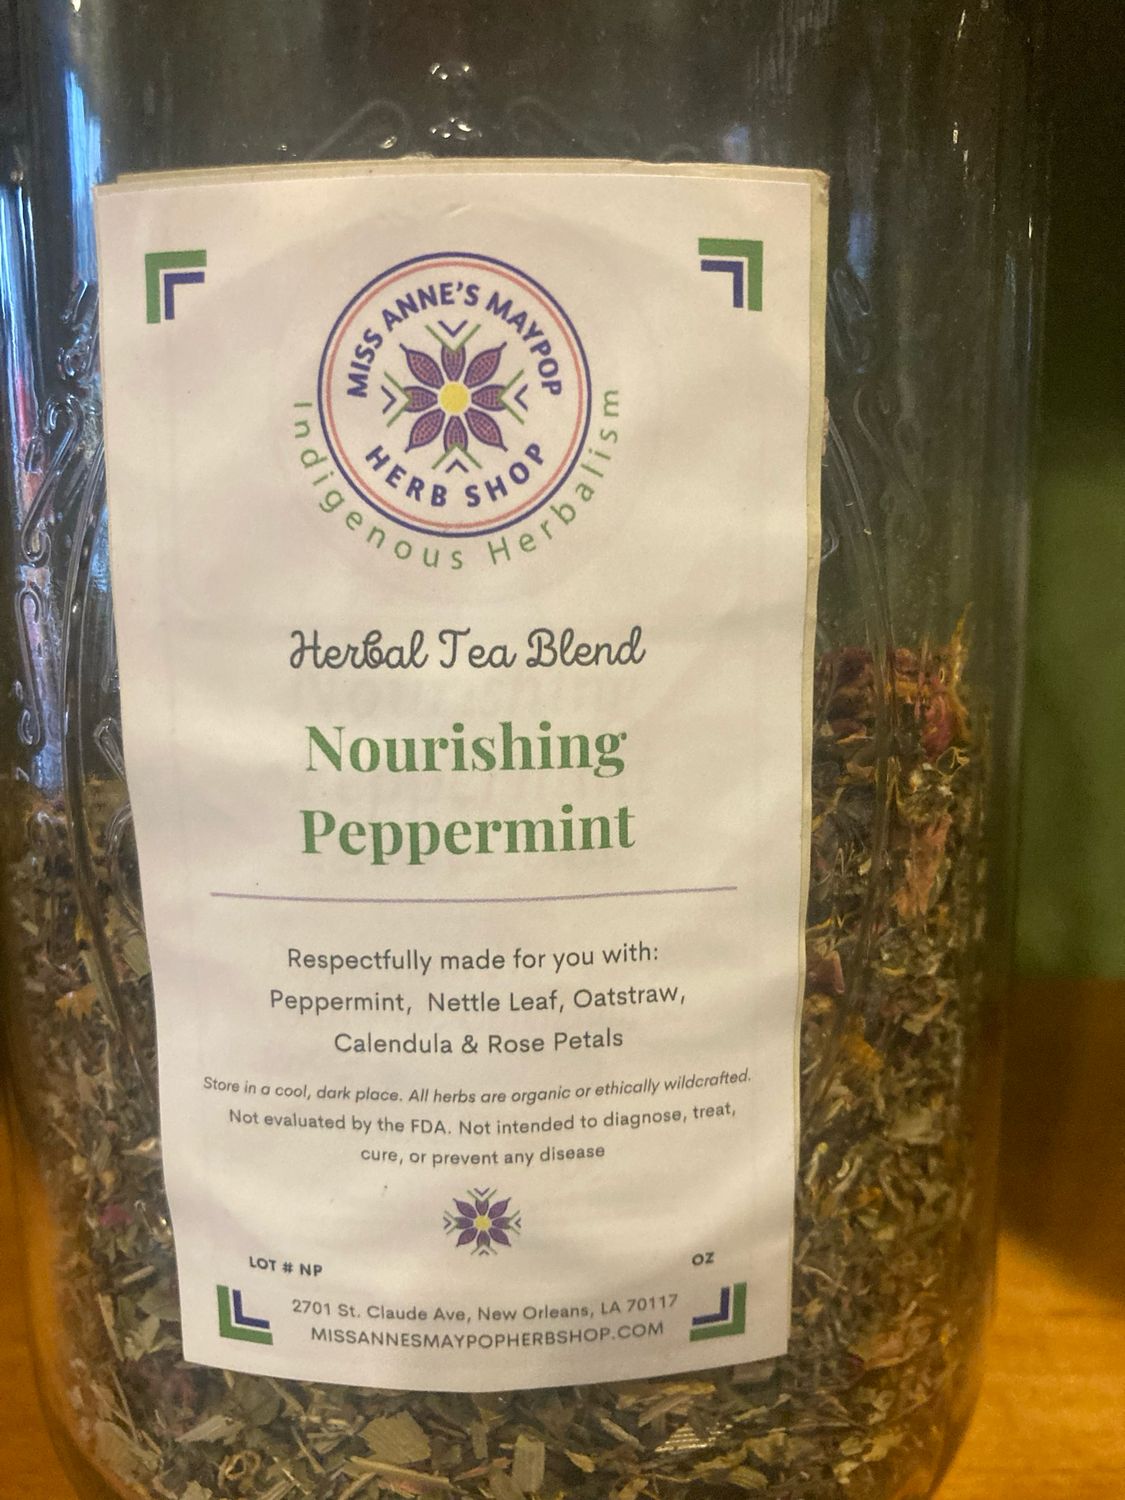 MISS ANNE'S MAYPOP
HERB SHOP
Indigenous Herbalism
Herbal Tea Blend
Nourishing
Peppermint
Respectfully made for you with:
Peppermint, Nettle Leaf, Oatstraw,
Calendula & Rose Petals
Store in a cool, dark place. All herbs are organic or ethically wildcrafted.
Not evaluated by the FDA. Not intended to diagnose, treat,
cure, or prevent any disease
LOT # NP
OZ
2701 St. Claude Ave, New Orleans, LA 70117
MISSANNESMAYPOPHERBSHOP.COM